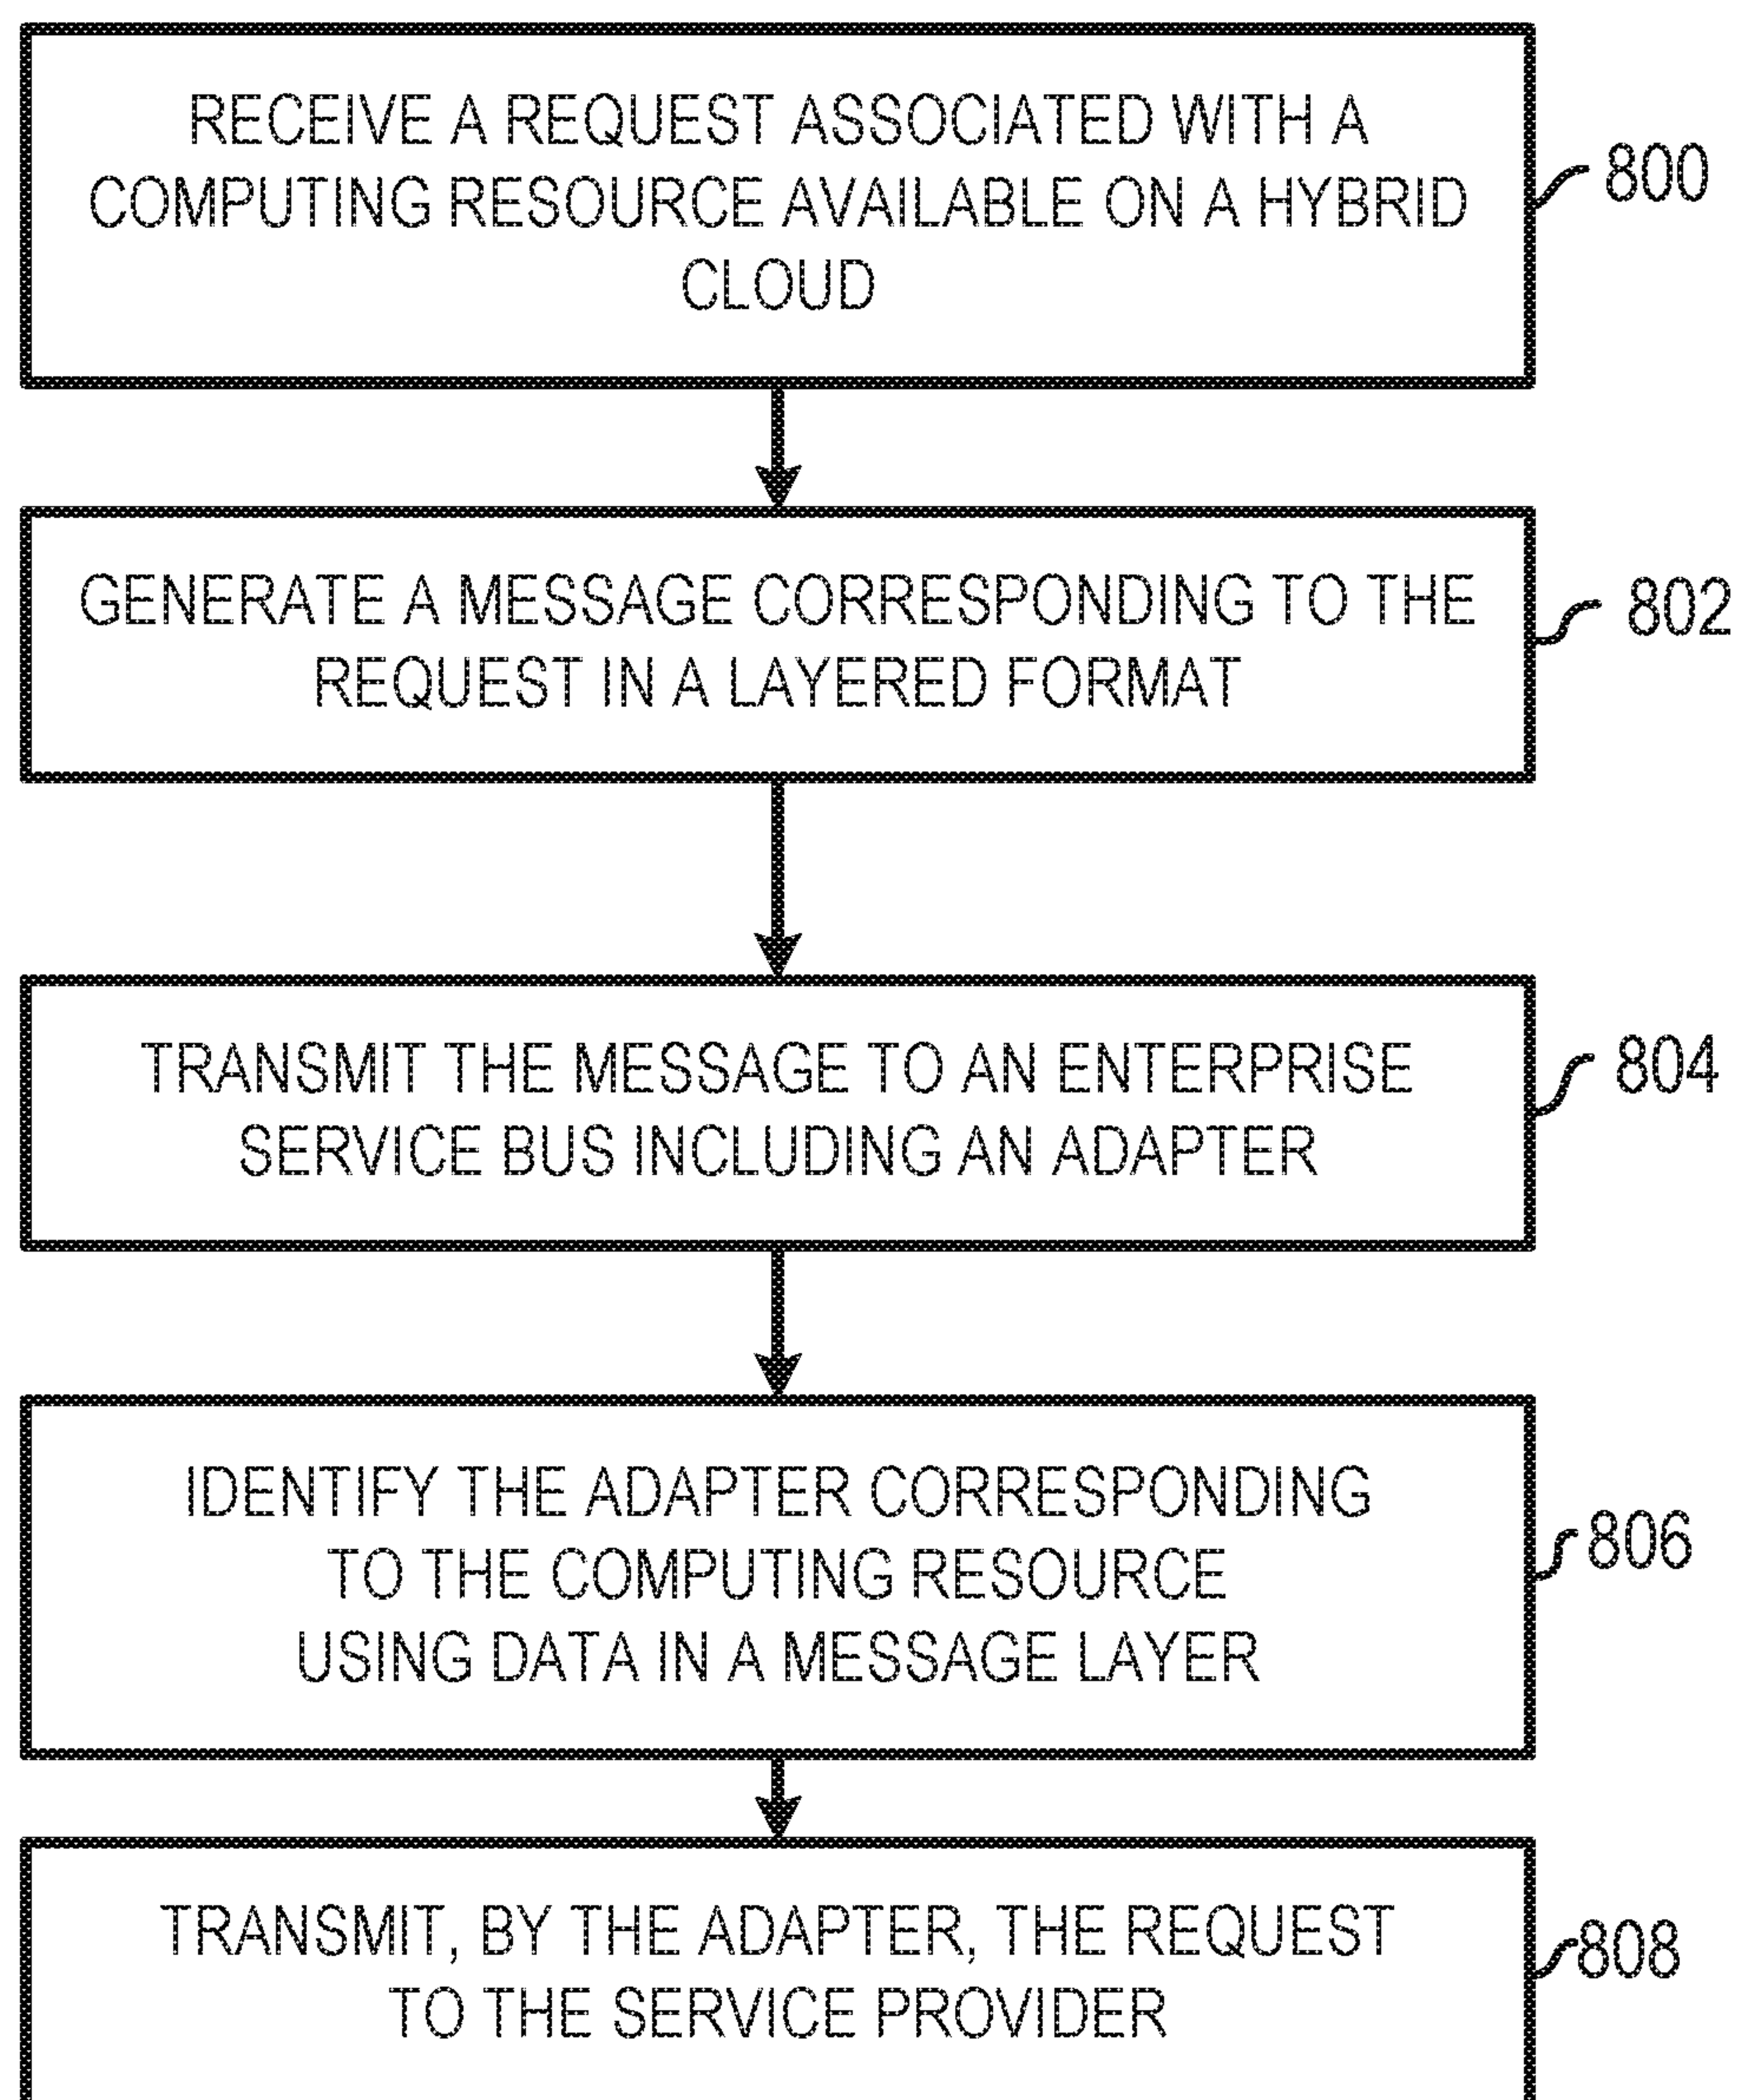 RECEIVE A REQUEST ASSOCIATED WITH A
COMPUTING RESOURCE AVAILABLE ON A HYBRID
CLOUD
800
GENERATE A MESSAGE CORRESPONDING TO THE
REQUEST IN A LAYERED FORMAT
802
TRANSMIT THE MESSAGE TO AN ENTERPRISE
SERVICE BUS INCLUDING AN ADAPTER
804
IDENTIFY THE ADAPTER CORRESPONDING
TO THE COMPUTING RESOURCE
USING DATA IN A MESSAGE LAYER
806
TRANSMIT, BY THE ADAPTER, THE REQUEST
TO THE SERVICE PROVIDER
808